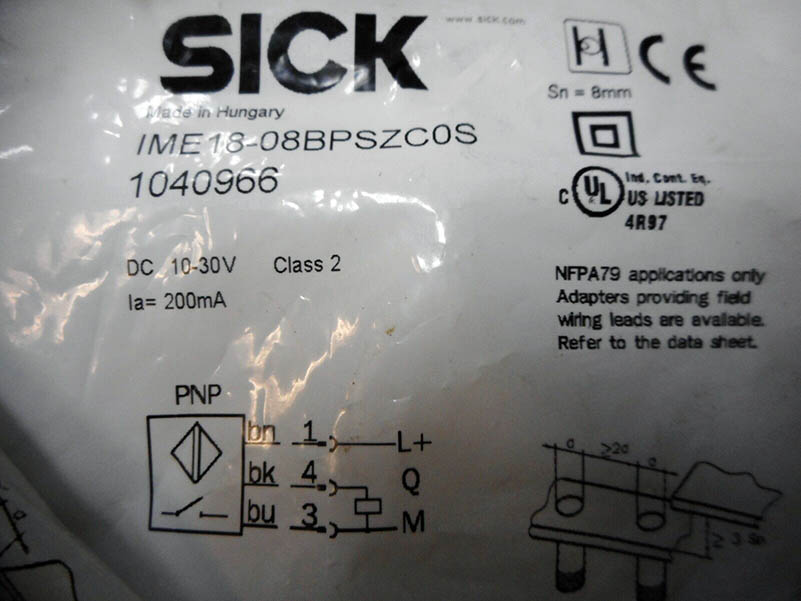 SICK
www.sick.com
Made in Hungary
IME18-08BPSZC0S
1040966
DC 10-30V Class 2
Ia= 200mA
Sn = 8mm
CE
C UL US LISTED
Ind. Cont. Eq.
4R97
NFPA79 applications only
Adapters providing field
wiring leads are available.
Refer to the data sheet.
PNP
bn 1 L+
bk 4 Q
bu 3 M
d ≥2d d
≥ 3 Sn